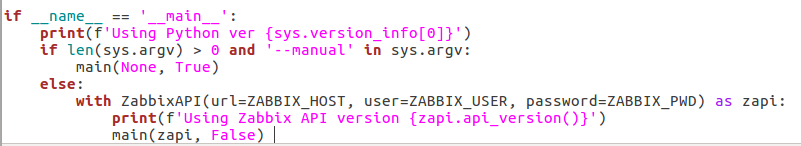 if __name__ == '__main__':
    print(f'Using Python ver {sys.version_info[0]}')
    if len(sys.argv) > 0 and '--manual' in sys.argv:
        main(None, True)
    else:
        with ZabbixAPI(url=ZABBIX_HOST, user=ZABBIX_USER, password=ZABBIX_PWD) as zapi:
            print(f'Using Zabbix API version {zapi.api_version()}')
            main(zapi, False)